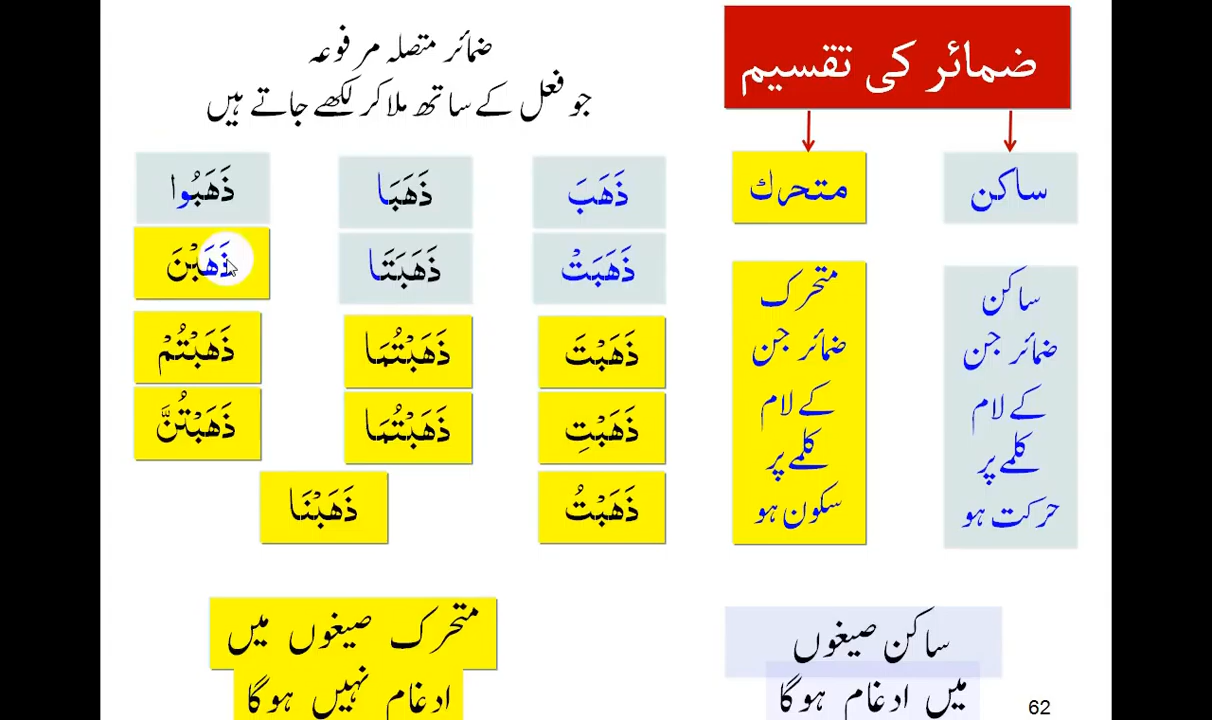 ضمائر کی تقسیم
ساکن
متحرک
ساکن
ضمائر جن
کے لام
کلمے پر
حرکت ہو
متحرک
ضمائر جن
کے لام
کلمے پر
سکون ہو
ضمائر متصلہ مرفوعہ
جو فعل کے ساتھ ملا کر لکھے جاتے ہیں
ذَهَبَ ذَهَبَا ذَهَبُوا
ذَهَبَتْ ذَهَبَتَا ذَهَبْنَ
ذَهَبْتَ ذَهَبْتُمَا ذَهَبْتُمْ
ذَهَبْتِ ذَهَبْتُمَا ذَهَبْتُنَّ
ذَهَبْتُ ذَهَبْنَا
ساکن صیغوں
میں ادغام ہوگا
متحرک صیغوں میں
ادغام نہیں ہوگا
62